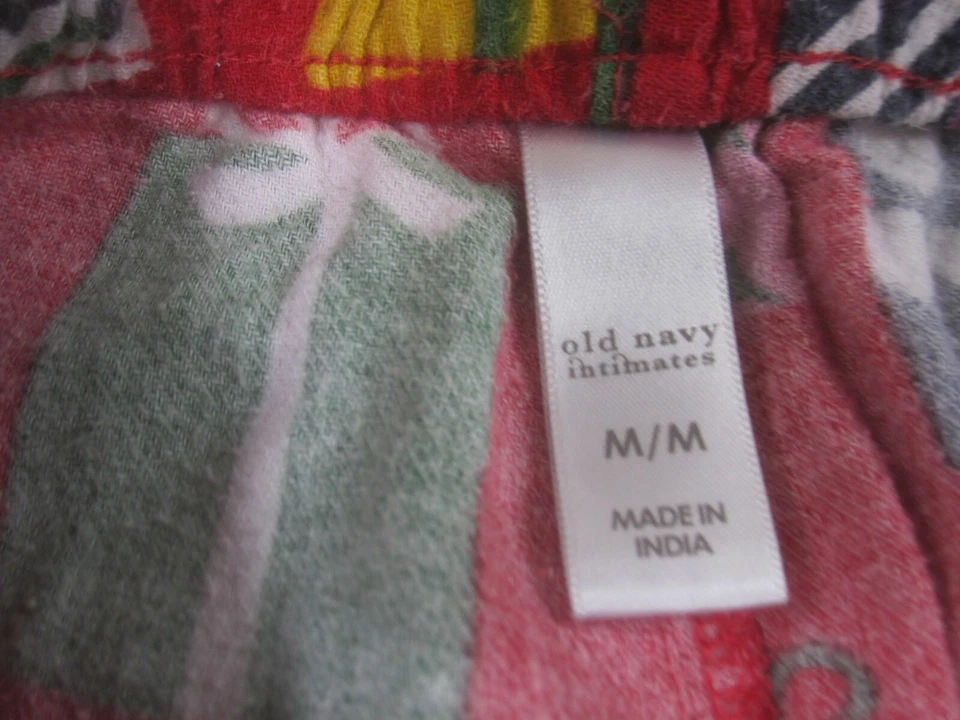 old navy
intimates
M/M
MADE IN
INDIA